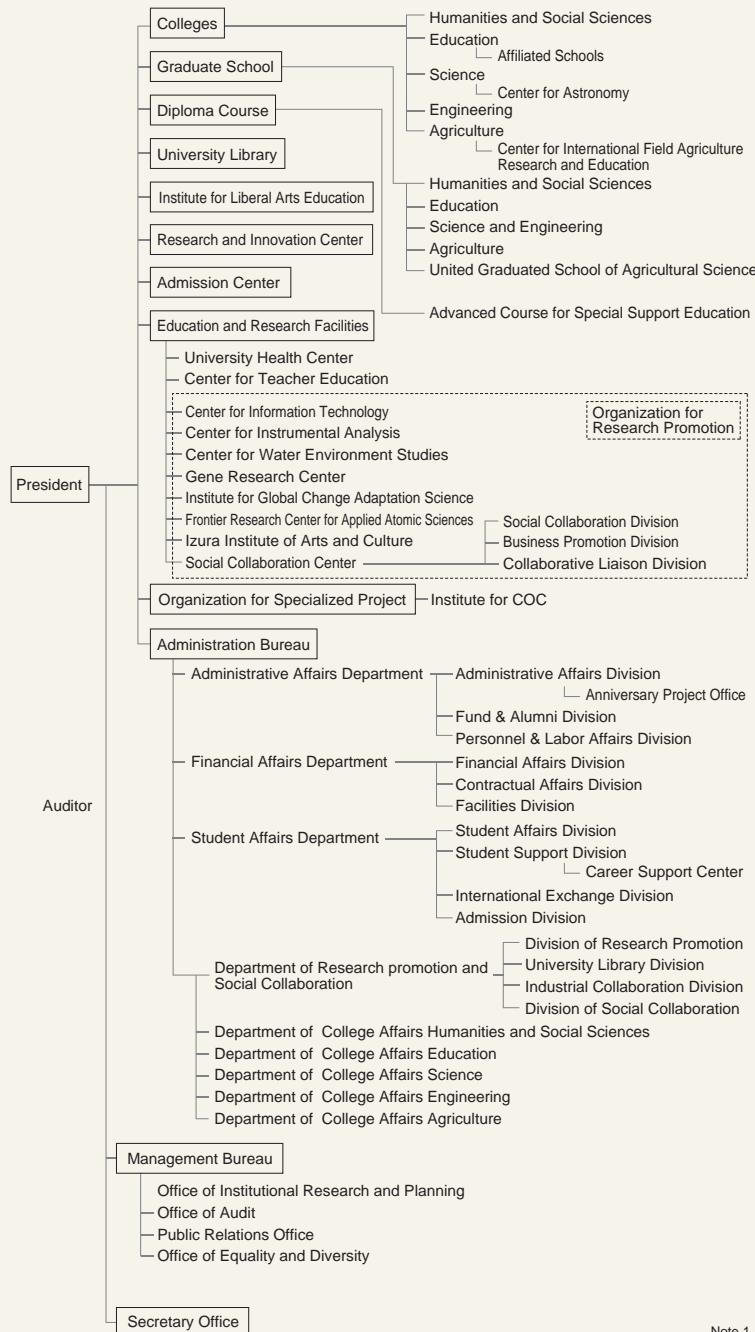 Colleges
Humanities and Social Sciences
Education
Affiliated Schools
Science
Center for Astronomy
Engineering
Agriculture
Center for International Field Agriculture
Research and Education
Graduate School
Humanities and Social Sciences
Education
Science and Engineering
Agriculture
United Graduated School of Agricultural Science
Diploma Course
Advanced Course for Special Support Education
University Library
Institute for Liberal Arts Education
Research and Innovation Center
Admission Center
Education and Research Facilities
University Health Center
Center for Teacher Education
Organization for
Research Promotion
Center for Information Technology
Center for Instrumental Analysis
Center for Water Environment Studies
Gene Research Center
Institute for Global Change Adaptation Science
Frontier Research Center for Applied Atomic Sciences
Izura Institute of Arts and Culture
Social Collaboration Center
Social Collaboration Division
Business Promotion Division
Collaborative Liaison Division
President
Organization for Specialized Project
Institute for COC
Administration Bureau
Administrative Affairs Department
Administrative Affairs Division
Anniversary Project Office
Fund & Alumni Division
Personnel & Labor Affairs Division
Financial Affairs Department
Financial Affairs Division
Contractual Affairs Division
Facilities Division
Auditor
Student Affairs Department
Student Affairs Division
Student Support Division
Career Support Center
International Exchange Division
Admission Division
Department of Research promotion and
Social Collaboration
Division of Research Promotion
University Library Division
Industrial Collaboration Division
Division of Social Collaboration
Department of College Affairs Humanities and Social Sciences
Department of College Affairs Education
Department of College Affairs Science
Department of College Affairs Engineering
Department of College Affairs Agriculture
Management Bureau
Office of Institutional Research and Planning
Office of Audit
Public Relations Office
Office of Equality and Diversity
Secretary Office
Note 1